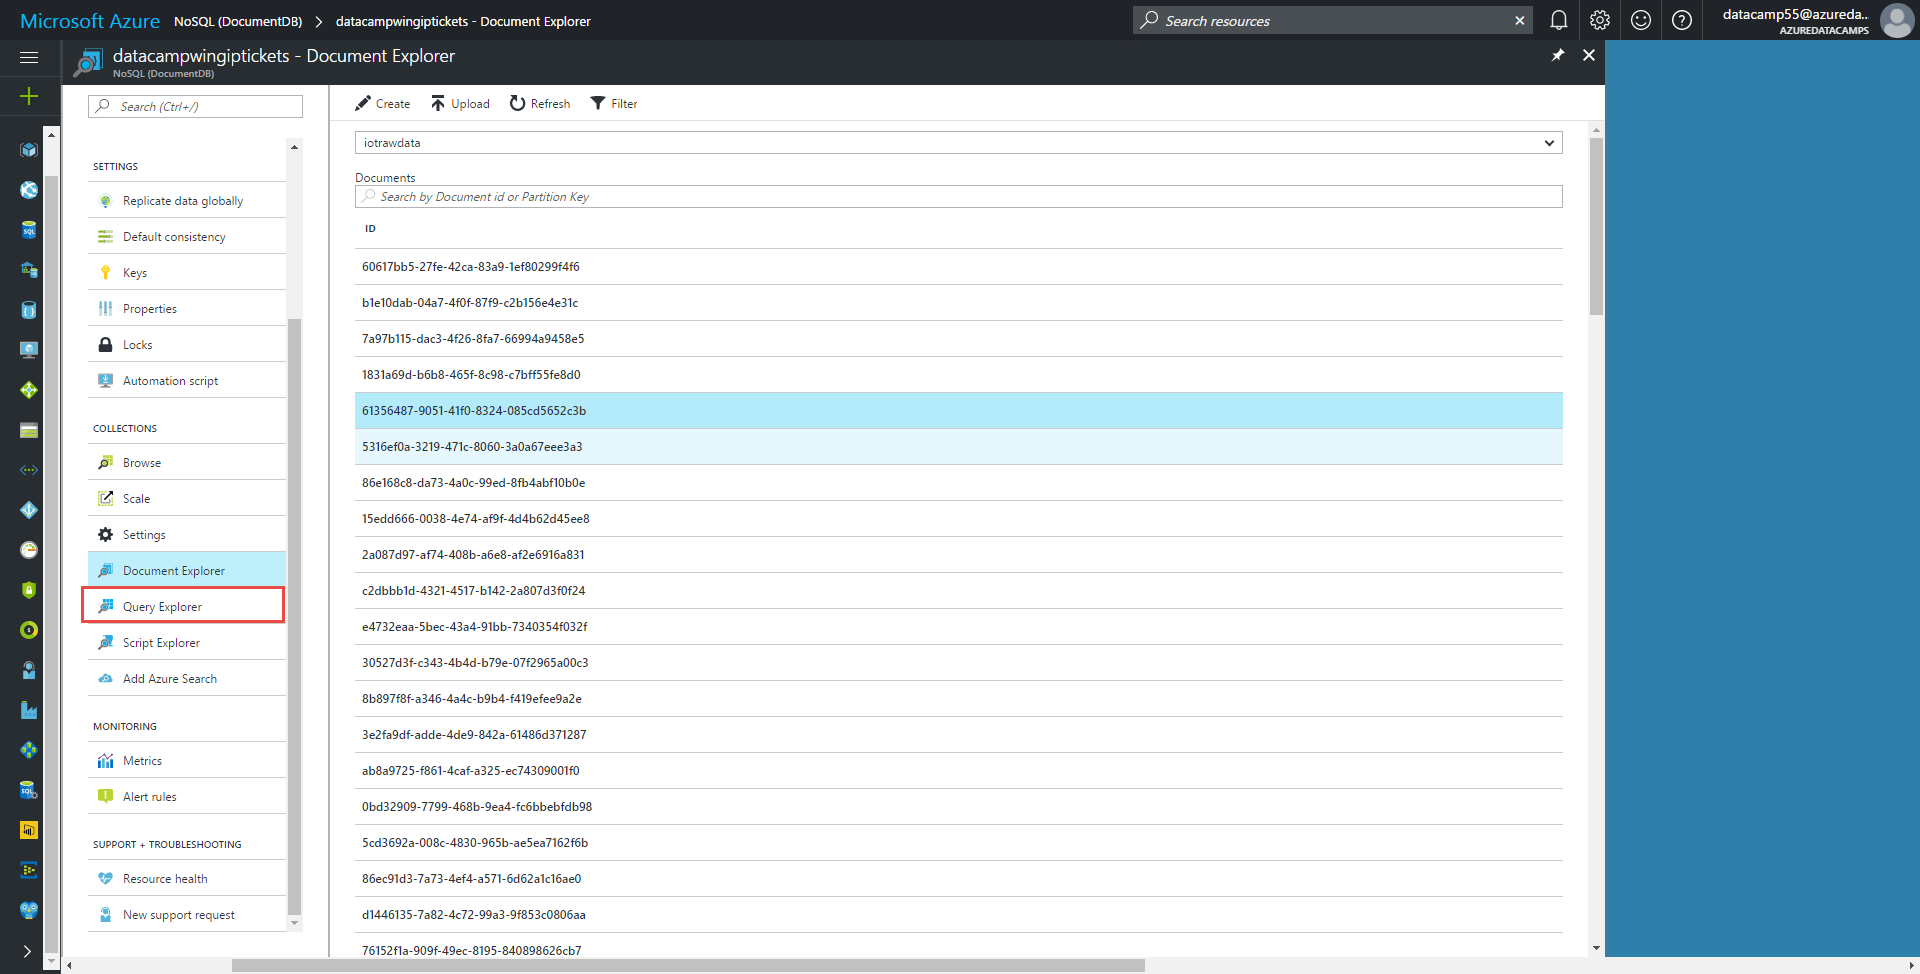 Microsoft Azure NoSQL (DocumentDB) > datacampwingiptickets - Document Explorer
Search resources
datacamp55@azureda...
AZUREDATACAMPS
datacampwingiptickets - Document Explorer
NoSQL (DocumentDB)
Search (Ctrl+/)
SETTINGS
Replicate data globally
Default consistency
Keys
Properties
Locks
Automation script
COLLECTIONS
Browse
Scale
Settings
Document Explorer
Query Explorer
Script Explorer
Add Azure Search
MONITORING
Metrics
Alert rules
SUPPORT + TROUBLESHOOTING
Resource health
New support request
Create Upload Refresh Filter
iotrawdata
Documents
Search by Document id or Partition Key
ID
60617bb5-27fe-42ca-83a9-1ef80299f4f6
b1e10dab-04a7-4f0f-87f9-c2b156e4e31c
7a97b115-dac3-4f26-8fa7-66994a9458e5
1831a69d-b6b8-465f-8c98-c7bff55fe8d0
61356487-9051-41f0-8324-085cd5652c3b
5316ef0a-3219-471c-8060-3a0a67eee3a3
86e168c8-da73-4a0c-99ed-8fb4abf10b0e
15edd666-0038-4e74-af9f-4d4b62d45ee8
2a087d97-af74-408b-a6e8-af2e6916a831
c2dbbb1d-4321-4517-b142-2a807d3f0f24
e4732eaa-5bec-43a4-91bb-7340354f032f
30527d3f-c343-4b4d-b79e-07f2965a00c3
8b897f8f-a346-4a4c-b9b4-f419efee9a2e
3e2fa9df-adde-4de9-842a-61486d371287
ab8a9725-f861-4caf-a325-ec74309001f0
0bd32909-7799-468b-9ea4-fc6bbebfdb98
5cd3692a-008c-4830-965b-ae5ea7162f6b
86ec91d3-7a73-4ef4-a571-6d62a1c16ae0
d1446135-7a82-4c72-99a3-9f853c0806aa
76152f1a-909f-49ec-8195-840898626cb7